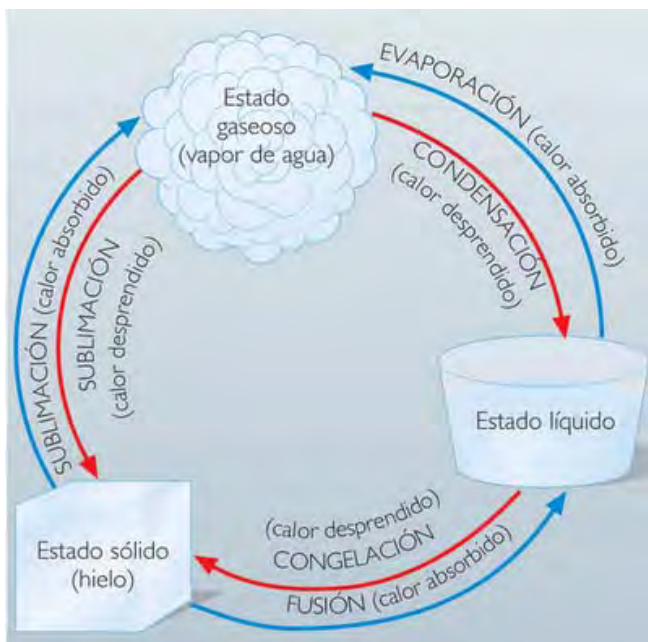 Estado
gaseoso
(vapor de agua)
EVAPORACIÓN (calor absorbido)
CONDENSACIÓN
(calor desprendido)
SUBLIMACIÓN (calor absorbido)
SUBLIMACIÓN
(calor desprendido)
Estado líquido
(calor desprendido)
CONGELACIÓN
Estado sólido
(hielo)
FUSIÓN (calor absorbido)